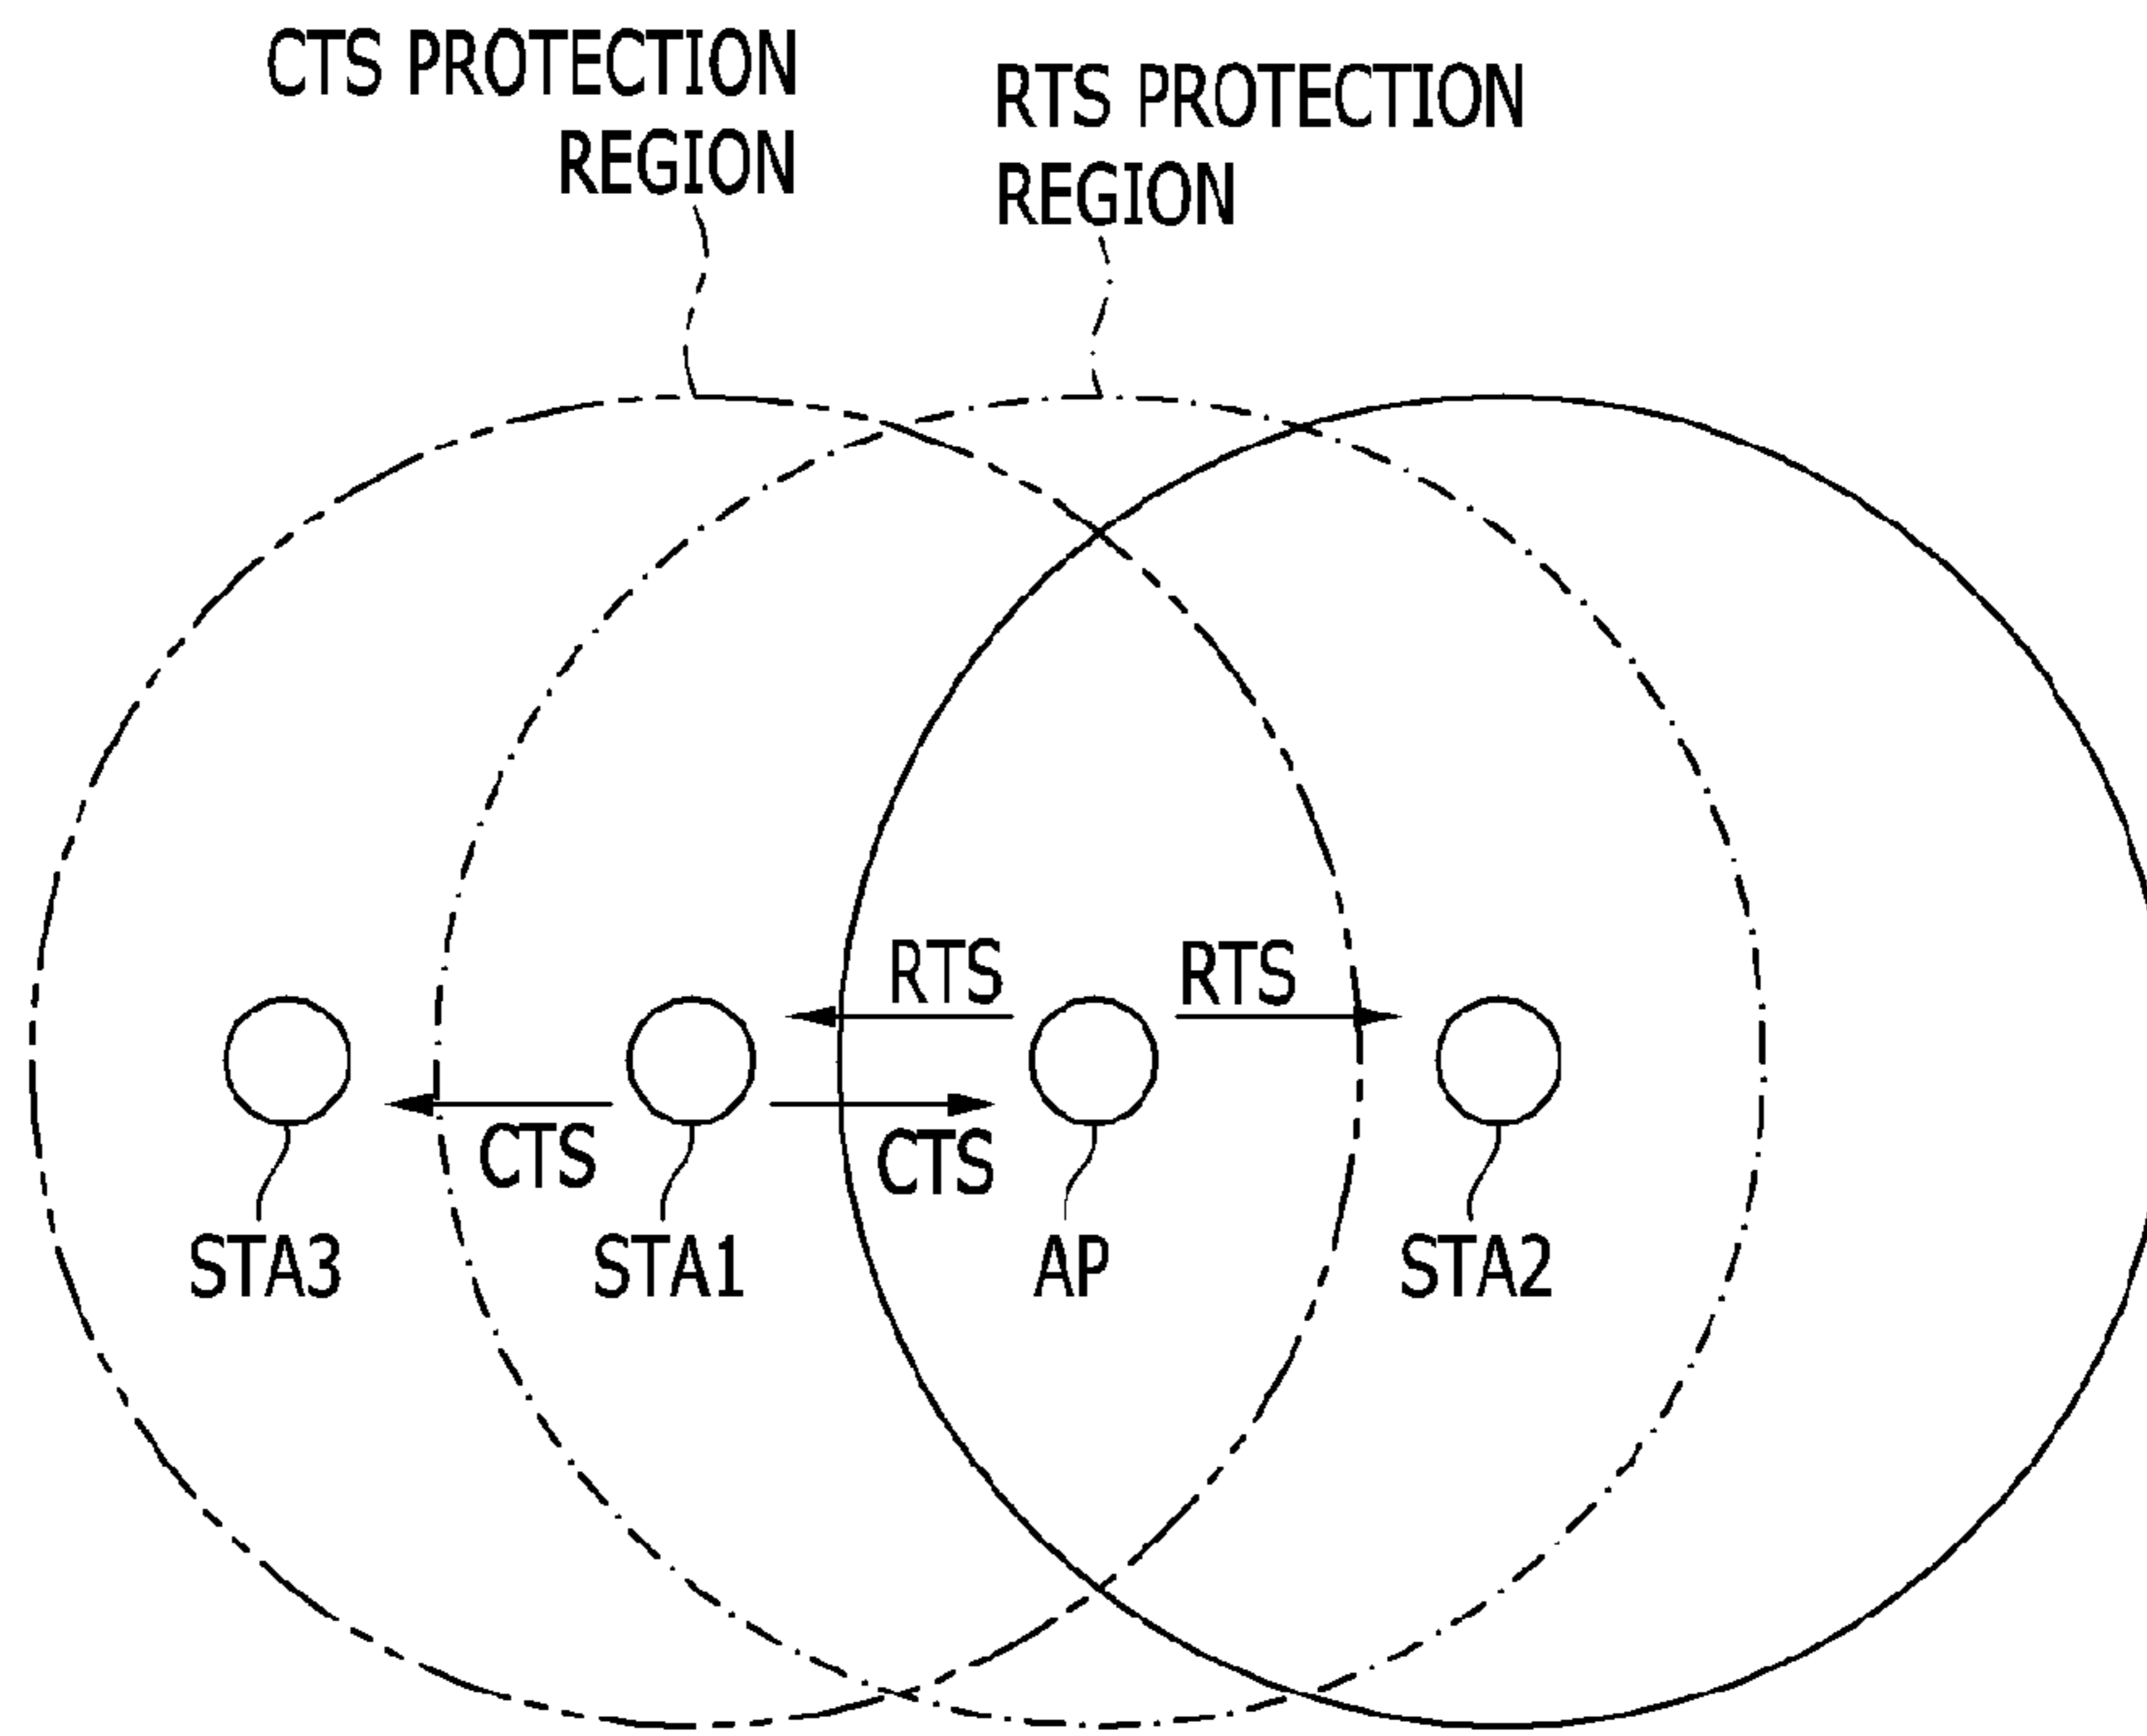 CTS PROTECTION
REGION
RTS PROTECTION
REGION
RTS
RTS
CTS
CTS
STA3
STA1
AP
STA2